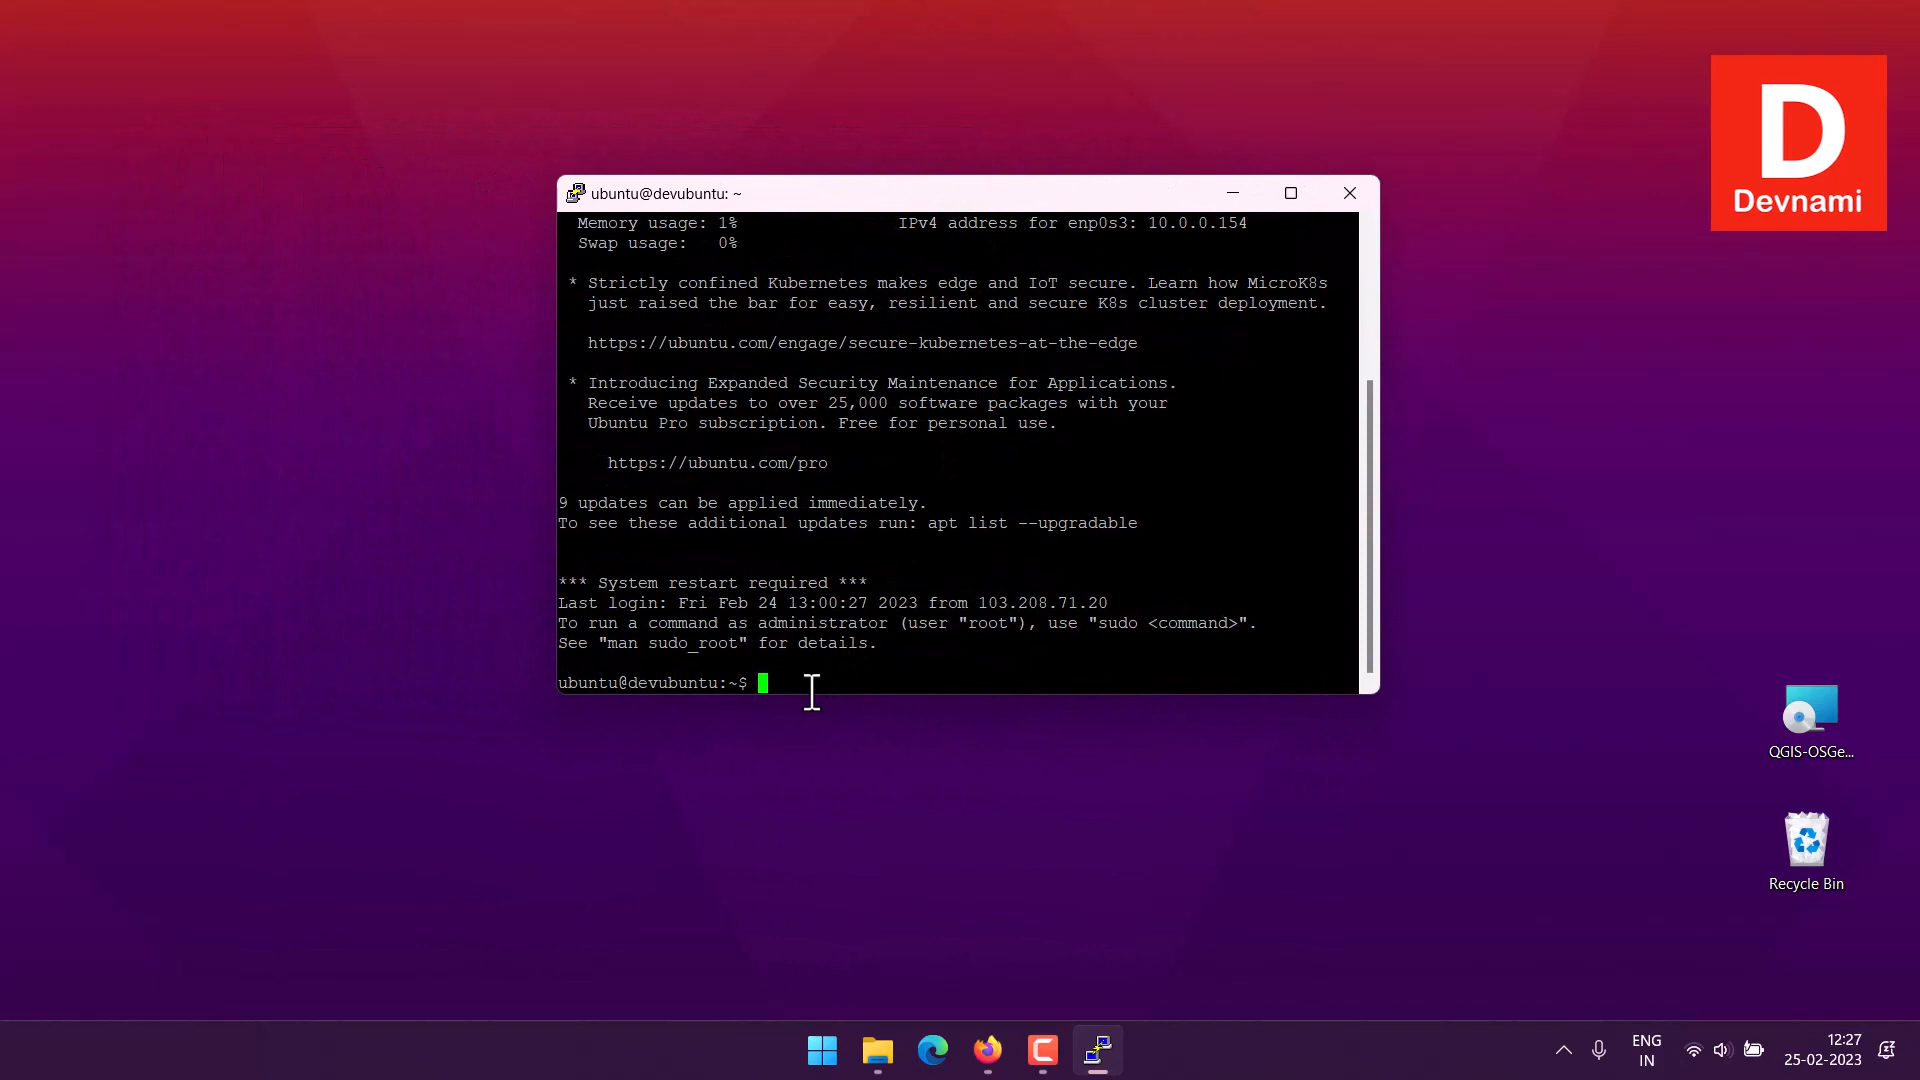 D
Devnami
ubuntu@devubuntu: ~
Memory usage: 1% IPv4 address for enp0s3: 10.0.0.154
Swap usage: 0%
* Strictly confined Kubernetes makes edge and IoT secure. Learn how MicroK8s
just raised the bar for easy, resilient and secure K8s cluster deployment.
https://ubuntu.com/engage/secure-kubernetes-at-the-edge
* Introducing Expanded Security Maintenance for Applications.
Receive updates to over 25,000 software packages with your
Ubuntu Pro subscription. Free for personal use.
https://ubuntu.com/pro
9 updates can be applied immediately.
To see these additional updates run: apt list --upgradable
*** System restart required ***
Last login: Fri Feb 24 13:00:27 2023 from 103.208.71.20
To run a command as administrator (user "root"), use "sudo <command>".
See "man sudo_root" for details.
ubuntu@devubuntu:~$
QGIS-OSGe...
Recycle Bin
ENG
IN
12:27
25-02-2023